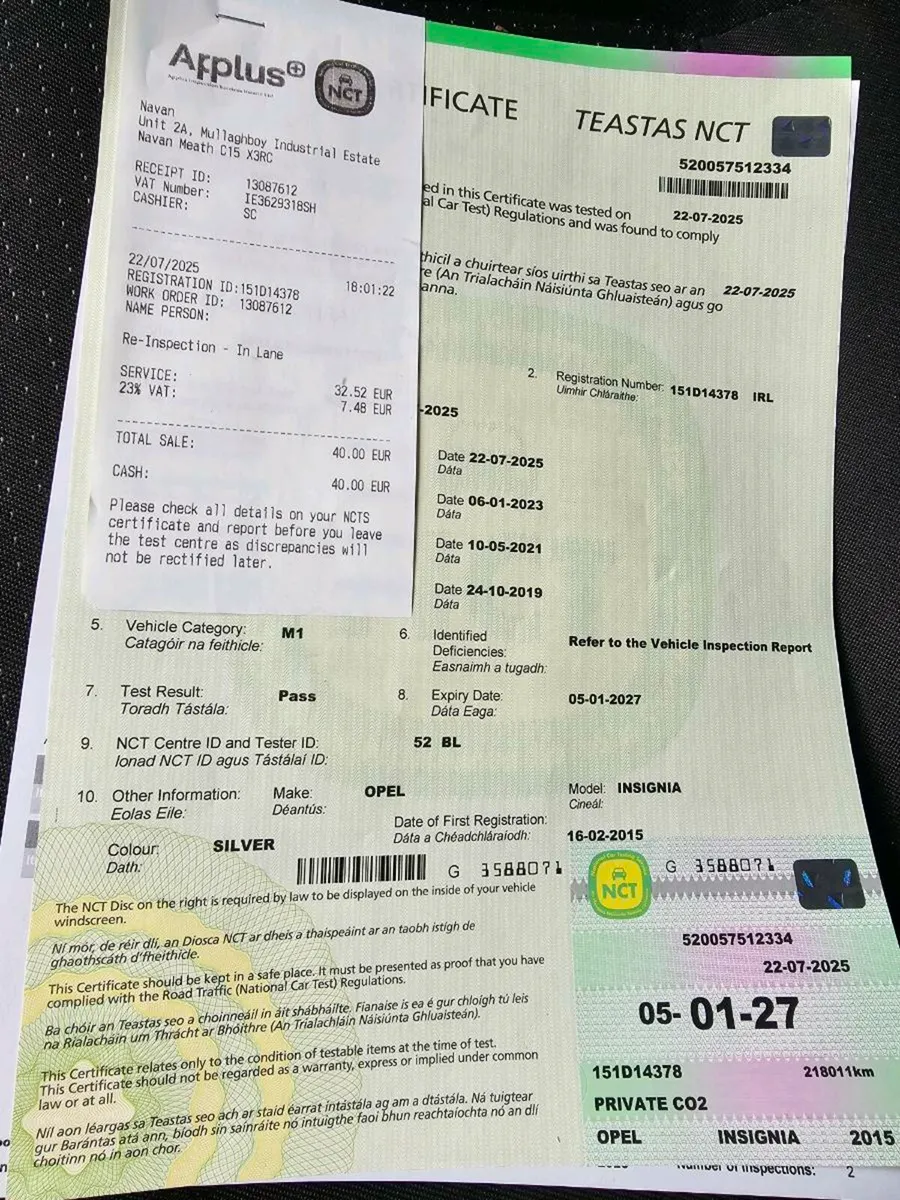 Applus+
NCT
Navan
Unit 2A, Mullaghboy Industrial Estate
Navan Meath C15 X3RC
RECEIPT ID: 13087612
VAT Number: IE3629318SH
CASHIER: SC
22/07/2025 18:01:22
REGISTRATION ID:151D14378
WORK ORDER ID: 13087612
NAME PERSON:
Re-Inspection - In Lane
SERVICE: 32.52 EUR
23% VAT: 7.48 EUR
TOTAL SALE: 40.00 EUR
CASH: 40.00 EUR
Please check all details on your NCTS
certificate and report before you leave
the test centre as discrepancies will
not be rectified later.
IFICATE TEASTAS NCT
520057512334
ed in this Certificate was tested on 22-07-2025
al Car Test) Regulations and was found to comply
thicil a chuirtear síos uirthi sa Teastas seo ar an 22-07-2025
re (An Trialacháin Náisiúnta Ghluaisteán) agus go
anna.
2. Registration Number: 151D14378 IRL
Uimhir Chláraithe:
-2025
Date 22-07-2025
Dáta
Date 06-01-2023
Dáta
Date 10-05-2021
Dáta
Date 24-10-2019
Dáta
5. Vehicle Category: M1
Catagóir na feithicle:
6. Identified
Deficiencies: Refer to the Vehicle Inspection Report
Easnaimh a tugadh:
7. Test Result: Pass
Toradh Tástála:
8. Expiry Date: 05-01-2027
Dáta Eaga:
9. NCT Centre ID and Tester ID: 52 BL
Ionad NCT ID agus Tástálaí ID:
10. Other Information: Make: OPEL Model: INSIGNIA
Eolas Eile: Déantús: Cineál:
Date of First Registration:
Dáta a Chéadchláraíodh: 16-02-2015
Colour: SILVER
Dath:
G 3588071
The NCT Disc on the right is required by law to be displayed on the inside of your vehicle
windscreen.
Ní mór, de réir dlí, an Diosca NCT ar dheis a thaispeáint ar an taobh istigh de
ghaothscáth d'fheithicle.
This Certificate should be kept in a safe place. It must be presented as proof that you have
complied with the Road Traffic (National Car Test) Regulations.
Ba chóir an Teastas seo a choinneáil in áit shábháilte. Fianaise is ea é gur chloígh tú leis
na Rialacháin um Thrácht ar Bhóithre (An Trialacháin Náisiúnta Ghluaisteán).
This Certificate relates only to the condition of testable items at the time of test.
This Certificate should not be regarded as a warranty, express or implied under common
law or at all.
Níl aon léargas sa Teastas seo ach ar staid éarrat intástála ag am a dtástála. Ná tuigtear
gur Barántas atá ann, bíodh sin sainráite nó intuigthe faoi bhun reachtaíochta nó an dlí
choitinn nó in aon chor.
NCT
G 3588071
520057512334
22-07-2025
05-01-27
151D14378 218011km
PRIVATE CO2
OPEL INSIGNIA 2015
Number of Inspections: 2